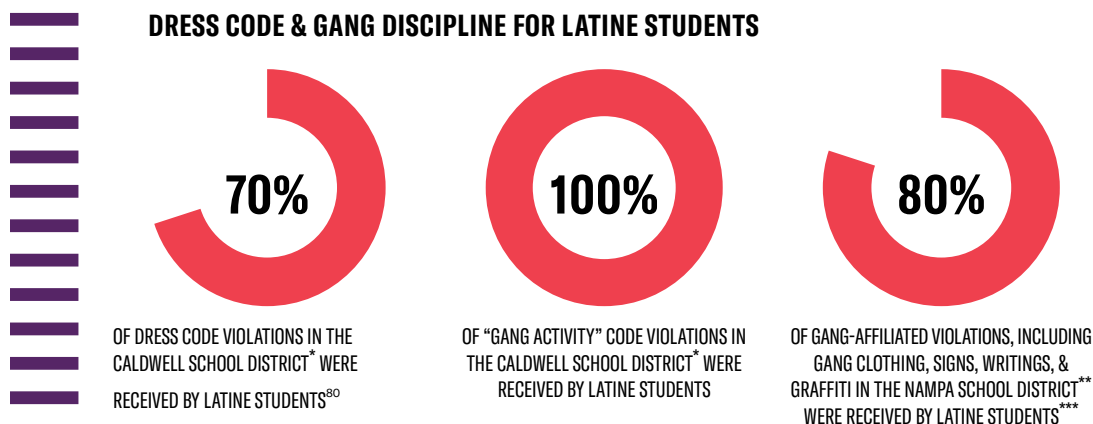 DRESS CODE & GANG DISCIPLINE FOR LATINE STUDENTS
70%
OF DRESS CODE VIOLATIONS IN THE
CALDWELL SCHOOL DISTRICT* WERE
RECEIVED BY LATINE STUDENTS80
100%
OF “GANG ACTIVITY” CODE VIOLATIONS IN
THE CALDWELL SCHOOL DISTRICT* WERE
RECEIVED BY LATINE STUDENTS
80%
OF GANG-AFFILIATED VIOLATIONS, INCLUDING
GANG CLOTHING, SIGNS, WRITINGS, &
GRAFFITI IN THE NAMPA SCHOOL DISTRICT**
WERE RECEIVED BY LATINE STUDENTS***